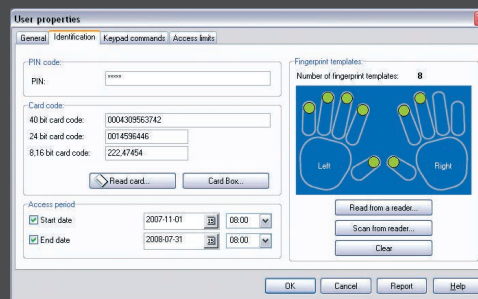 User properties
General Identification Keypad commands Access limits
PIN code:
PIN: ****
Card code:
40 bit card code: 0004309563742
24 bit card code: 0014596446
8,16 bit card code: 222,47454
Read card... Card Box...
Access period
Start date 2007-11-01 15 08:00
End date 2008-07-31 15 08:00
Fingerprint templates:
Number of fingerprint templates: 8
Left Right
Read from a reader...
Scan from reader...
Clear
OK Cancel Report Help